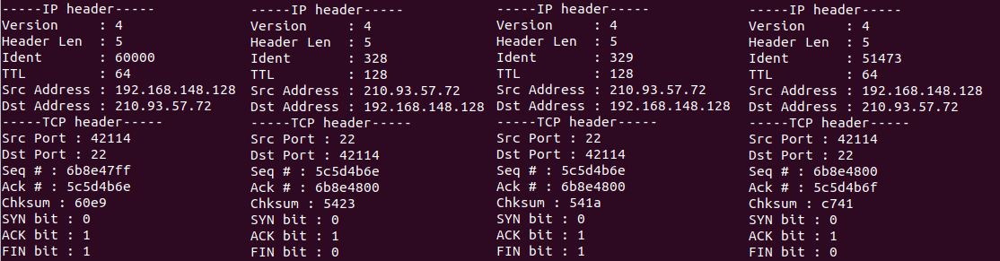 -----IP header-----
Version     : 4
Header Len  : 5
Ident       : 60000
TTL         : 64
Src Address : 192.168.148.128
Dst Address : 210.93.57.72
-----TCP header-----
Src Port : 42114
Dst Port : 22
Seq # : 6b8e47ff
Ack # : 5c5d4b6e
Chksum : 60e9
SYN bit : 0
ACK bit : 1
FIN bit : 1
-----IP header-----
Version     : 4
Header Len  : 5
Ident       : 328
TTL         : 128
Src Address : 210.93.57.72
Dst Address : 192.168.148.128
-----TCP header-----
Src Port : 22
Dst Port : 42114
Seq # : 5c5d4b6e
Ack # : 6b8e4800
Chksum : 5423
SYN bit : 0
ACK bit : 1
FIN bit : 0
-----IP header-----
Version     : 4
Header Len  : 5
Ident       : 329
TTL         : 128
Src Address : 210.93.57.72
Dst Address : 192.168.148.128
-----TCP header-----
Src Port : 22
Dst Port : 42114
Seq # : 5c5d4b6e
Ack # : 6b8e4800
Chksum : 541a
SYN bit : 0
ACK bit : 1
FIN bit : 1
-----IP header-----
Version     : 4
Header Len  : 5
Ident       : 51473
TTL         : 64
Src Address : 192.168.148.128
Dst Address : 210.93.57.72
-----TCP header-----
Src Port : 42114
Dst Port : 22
Seq # : 6b8e4800
Ack # : 5c5d4b6f
Chksum : c741
SYN bit : 0
ACK bit : 1
FIN bit : 0